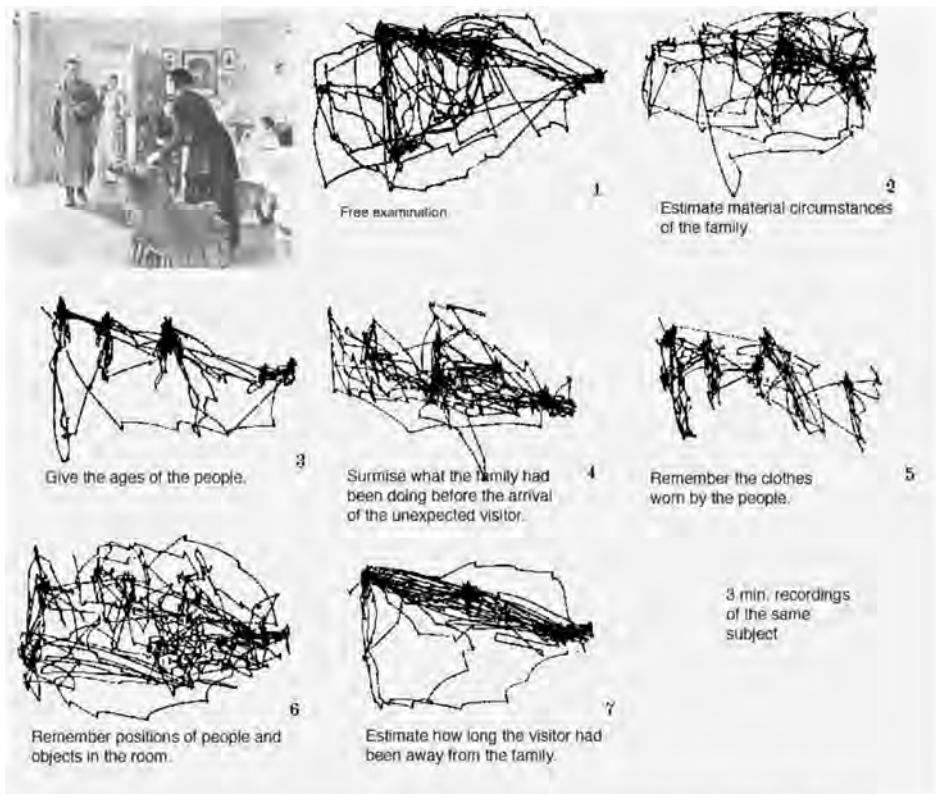 1
Free examination.
2
Estimate material circumstances
of the family
3
Give the ages of the people.
4
Surmise what the family had
been doing before the arrival
of the unexpected visitor.
5
Remember the clothes
worn by the people.
6
Remember positions of people and
objects in the room.
7
Estimate how long the visitor had
been away from the family.
3 min. recordings
of the same
subject